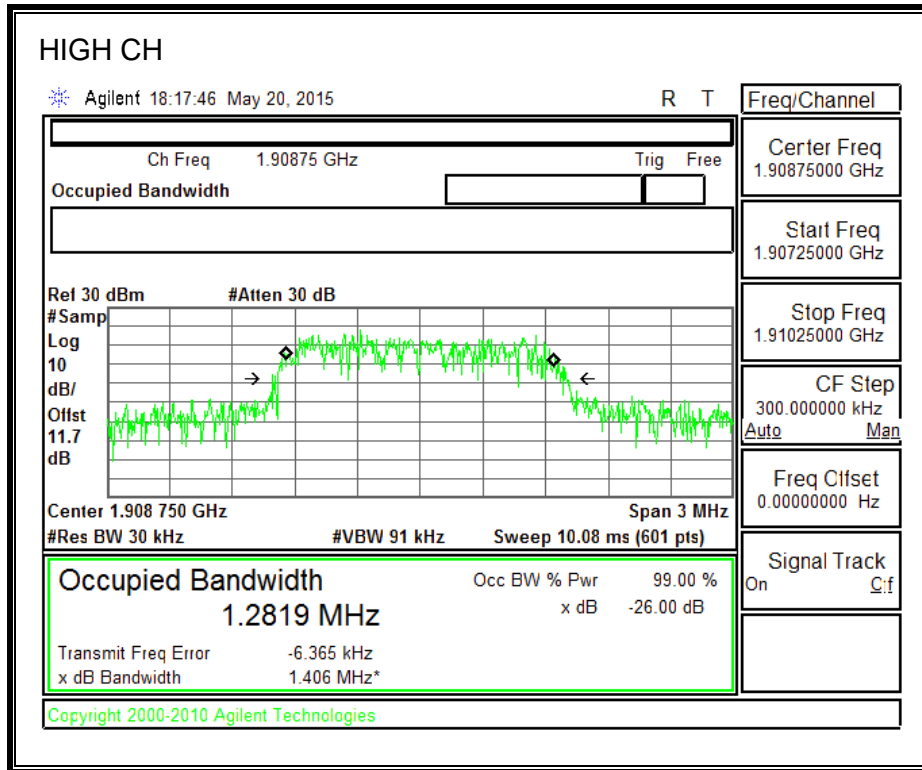 HIGH CH
Agilent 18:17:46 May 20, 2015 R T
Freq/Channel
Ch Freq 1.90875 GHz Trig Free
Occupied Bandwidth
Center Freq
1.90875000 GHz
Start Freq
1.90725000 GHz
Stop Freq
1.91025000 GHz
CF Step
300.000000 kHz
Auto Man
Freq Offset
0.00000000 Hz
Signal Track
On Off
Ref 30 dBm #Atten 30 dB
#Samp
Log
10
dB/
Offst
11.7
dB
Center 1.908 750 GHz Span 3 MHz
#Res BW 30 kHz #VBW 91 kHz Sweep 10.08 ms (601 pts)
Occupied Bandwidth Occ BW % Pwr 99.00 %
1.2819 MHz x dB -26.00 dB
Transmit Freq Error -6.365 kHz
x dB Bandwidth 1.406 MHz*
Copyright 2000-2010 Agilent Technologies